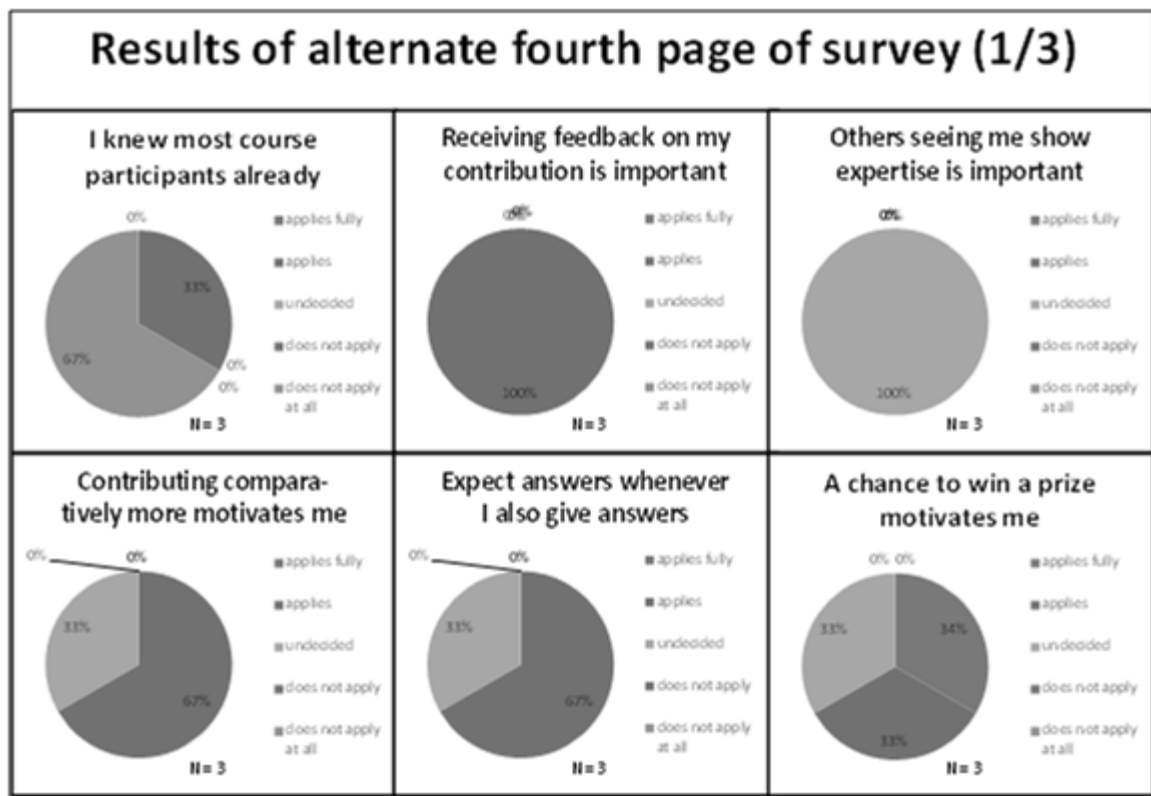 Results of alternate fourth page of survey (1/3)
I knew most course
participants already
0%
applies fully
applies
undecided
does not apply
does not apply
at all
33%
67%
0%
0%
N= 3
Receiving feedback on my
contribution is important
0%
applies fully
applies
undecided
does not apply
does not apply
at all
100%
N= 3
Others seeing me show
expertise is important
0%
applies fully
applies
undecided
does not apply
does not apply
at all
100%
N= 3
Contributing compara-
tively more motivates me
0%
0%
applies fully
applies
undecided
does not apply
does not apply
at all
33%
67%
N= 3
Expect answers whenever
I also give answers
0%
0%
applies fully
applies
undecided
does not apply
does not apply
at all
33%
67%
N= 3
A chance to win a prize
motivates me
0% 0%
applies fully
applies
undecided
does not apply
does not apply
at all
33%
34%
33%
N= 3